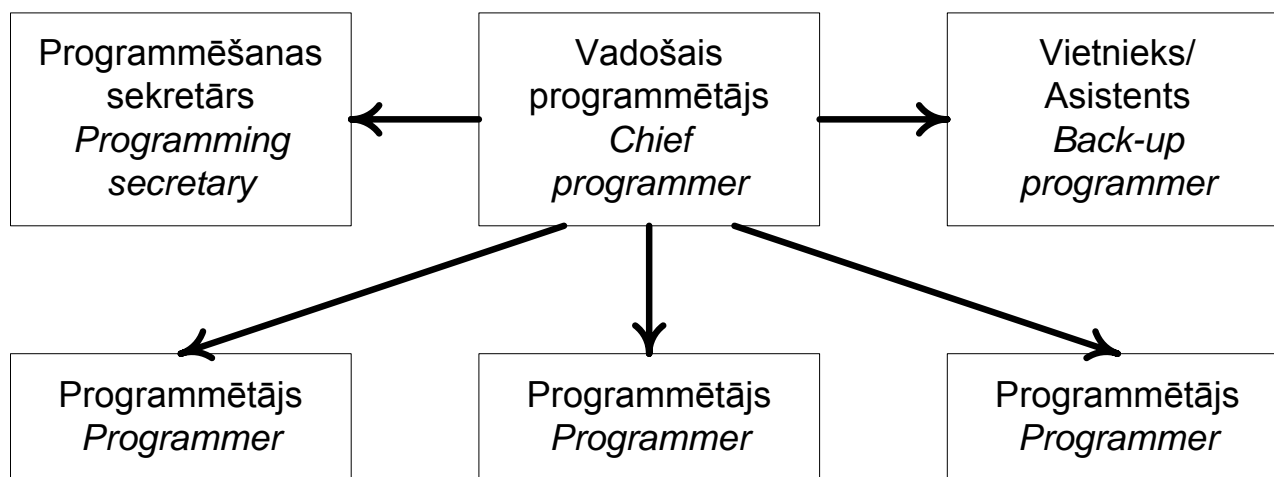 Programmēšanas
sekretārs
Programming
secretary
Vadošais
programmētājs
Chief
programmer
Vietnieks/
Asistents
Back-up
programmer
Programmētājs
Programmer
Programmētājs
Programmer
Programmētājs
Programmer